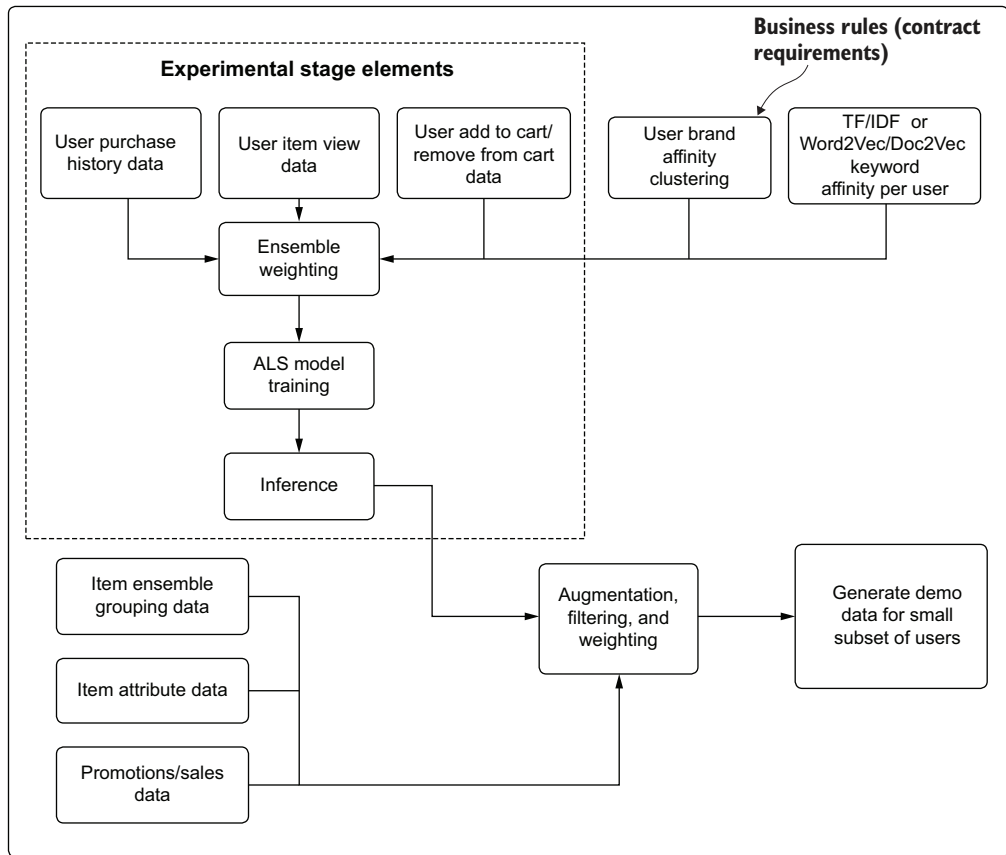 Business rules (contract
requirements)
Experimental stage elements
User purchase
history data
User item view
data
User add to cart/
remove from cart
data
User brand
affinity
clustering
TF/IDF or
Word2Vec/Doc2Vec
keyword
affinity per user
Ensemble
weighting
ALS model
training
Inference
Item ensemble
grouping data
Item attribute data
Promotions/sales
data
Augmentation,
filtering, and
weighting
Generate demo
data for small
subset of users